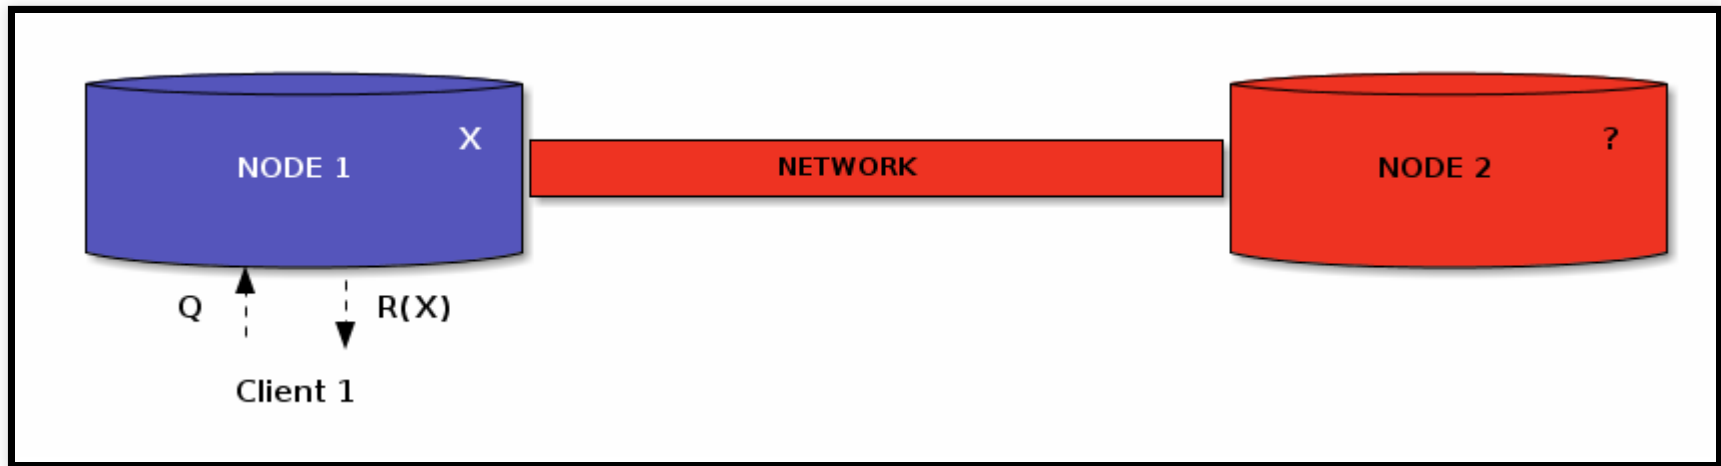 X
?
NODE 1
NETWORK
NODE 2
Q
R(X)
Client 1